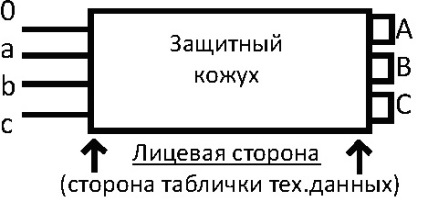 0
a
b
c
Защитный
кожух
A
B
C
Лицевая сторона
(сторона таблички тех.данных)